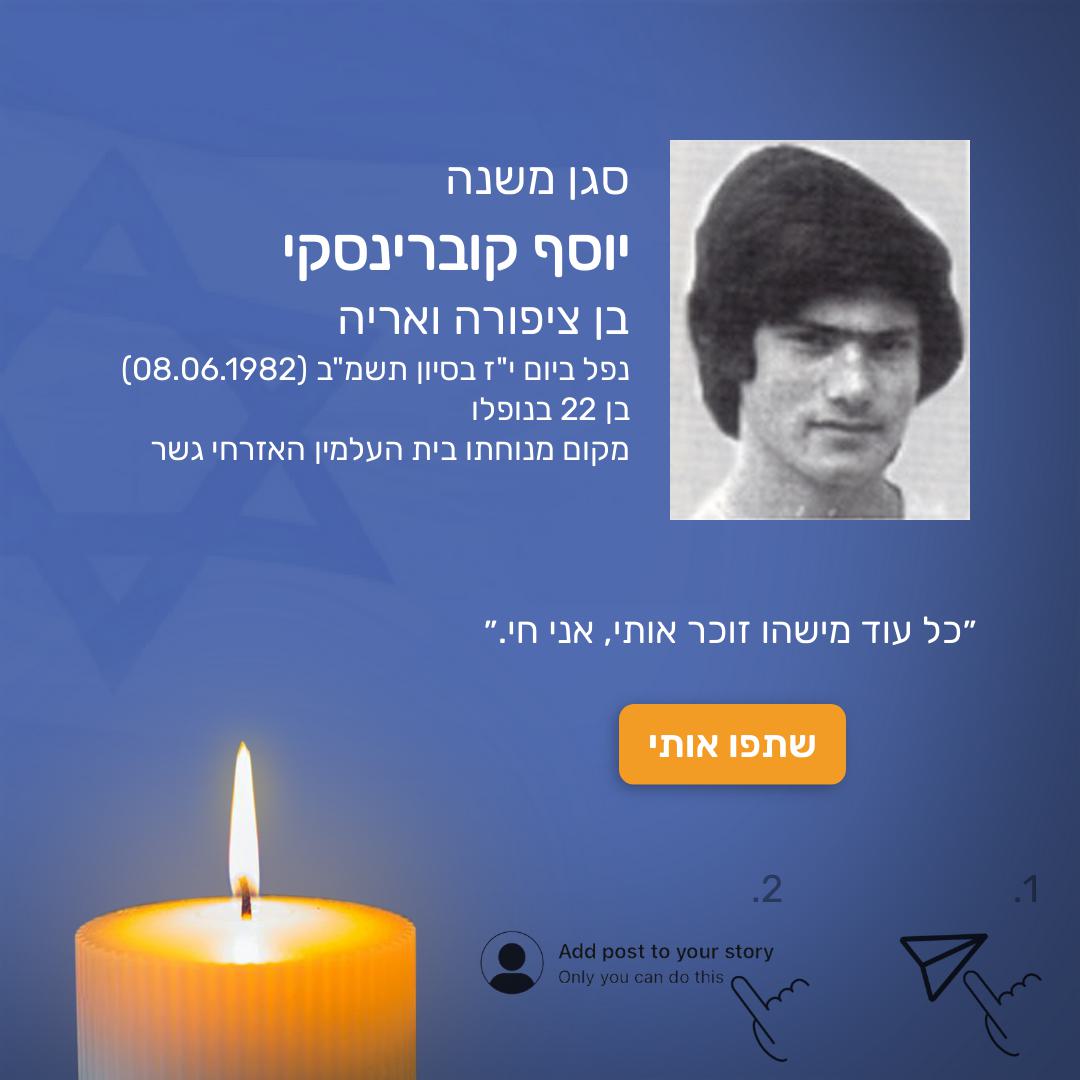 סגן משנה
יוסף קוברינסקי
בן ציפורה ואריה
נפל ביום י"ז בסיון תשמ"ב (08.06.1982)
בן 22 בנופלו
מקום מנוחתו בית העלמין האזרחי גשר
״כל עוד מישהו זוכר אותי, אני חי.״
שתפו אותי
1.
2.
Add post to your story
Only you can do this